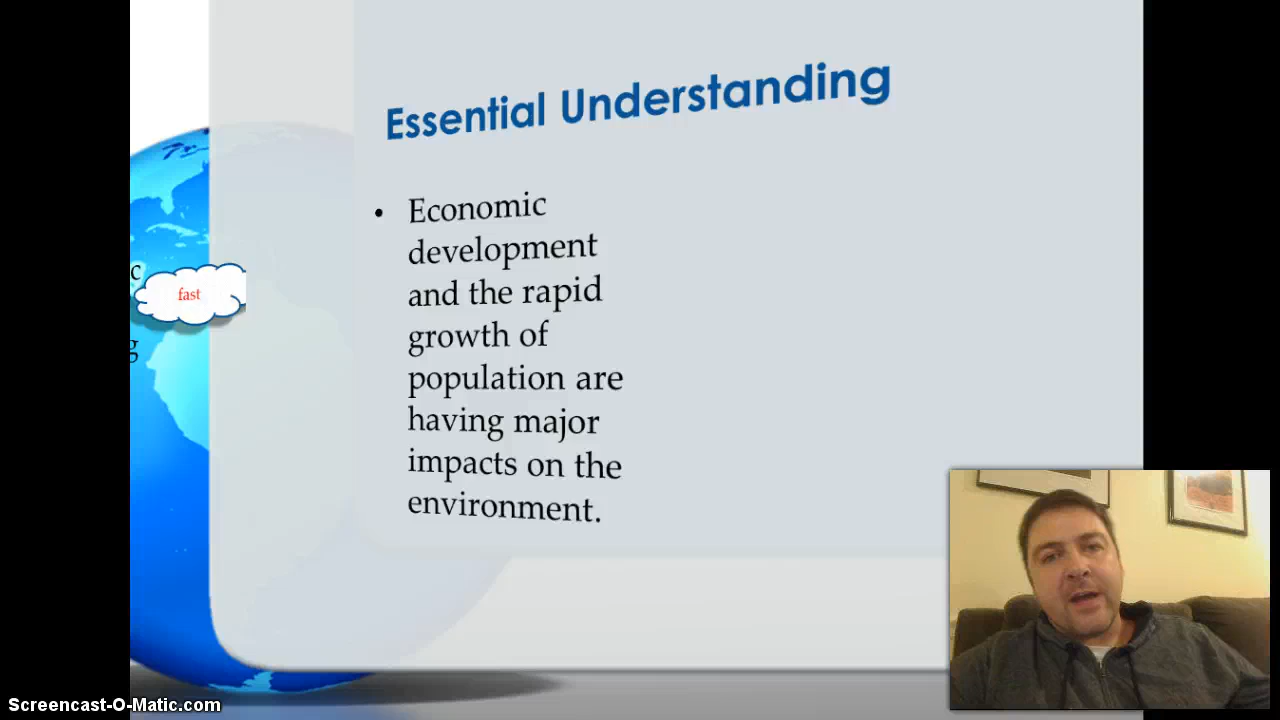 Essential Understanding
• Economic
development
and the rapid
growth of
population are
having major
impacts on the
environment.
c
fast
g
Screencast-O-Matic.com